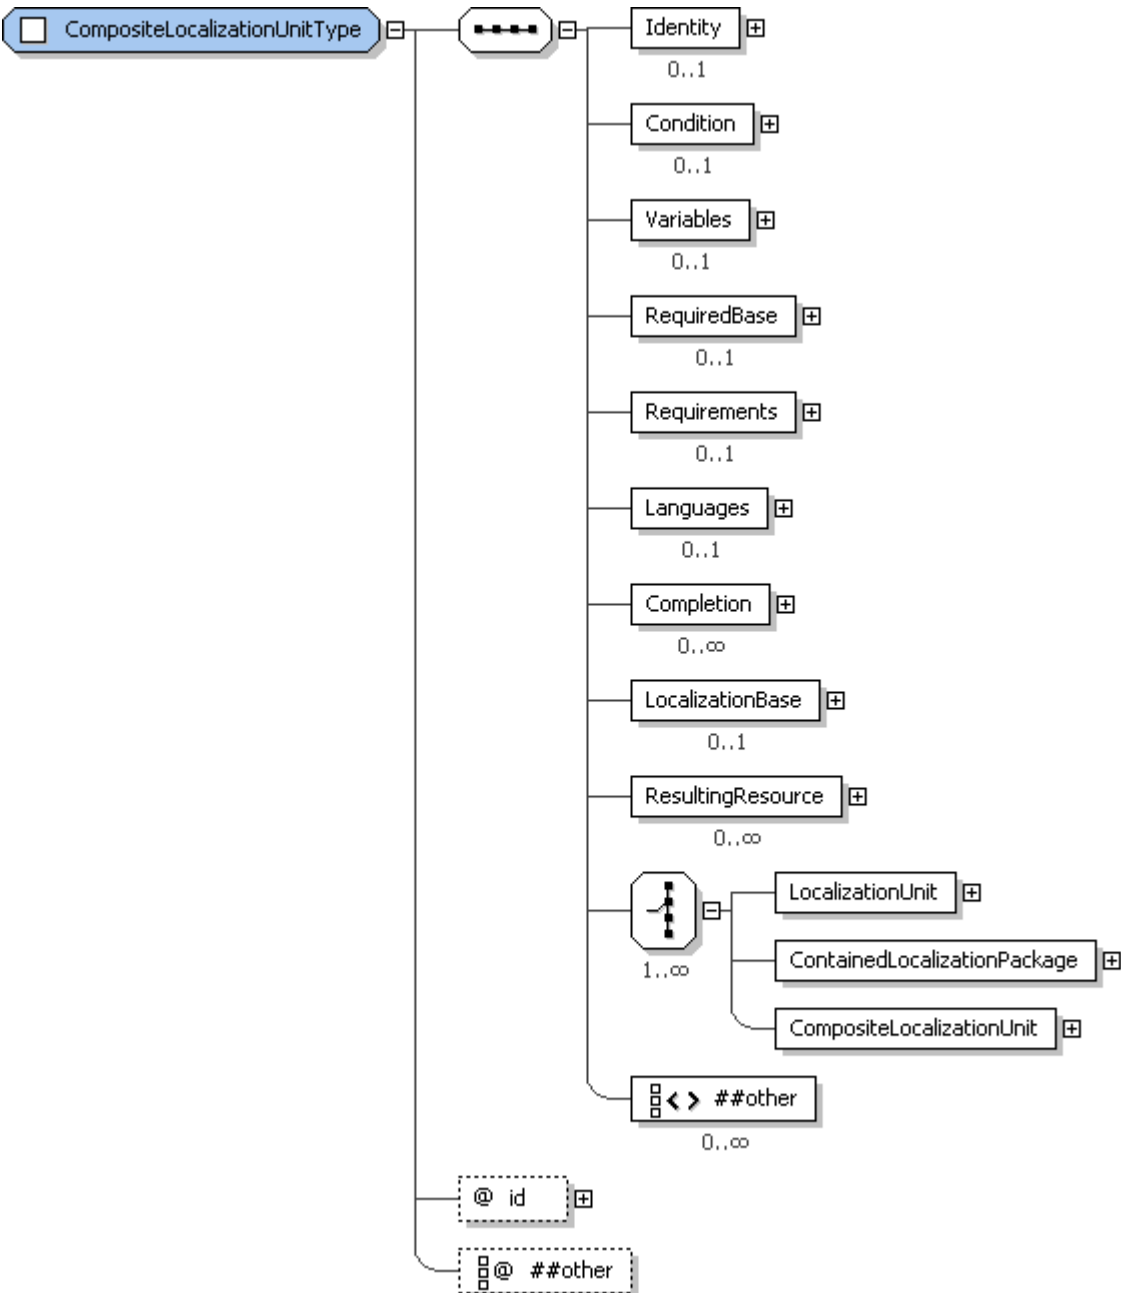 CompositeLocalizationUnitType
Identity
0..1
Condition
0..1
Variables
0..1
RequiredBase
0..1
Requirements
0..1
Languages
0..1
Completion
0..∞
LocalizationBase
0..1
ResultingResource
0..∞
1..∞
LocalizationUnit
ContainedLocalizationPackage
CompositeLocalizationUnit
<> ##other
0..∞
@ id
@ ##other